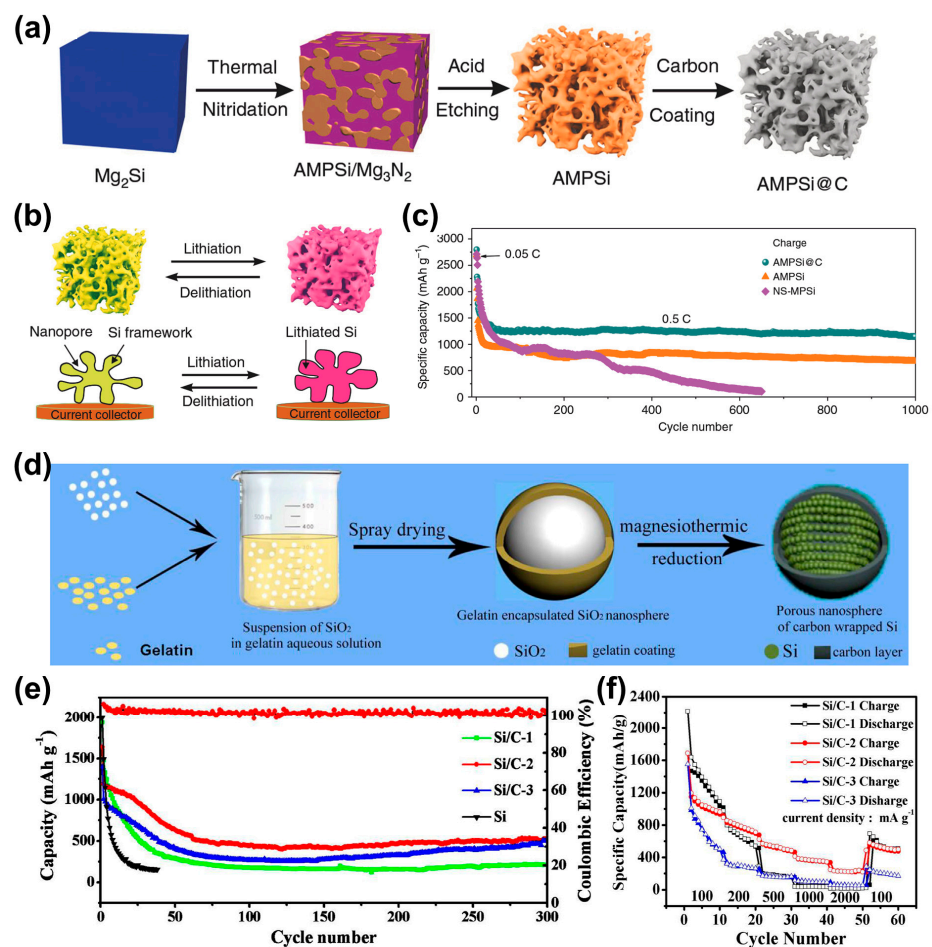 (a)
Thermal
Nitridation
Acid
Etching
Carbon
Coating
Mg2Si
AMPSi/Mg3N2
AMPSi
AMPSi@C
(b)
Lithiation
Delithiation
Nanopore
Si framework
Lithiated Si
Lithiation
Delithiation
Current collector
Current collector
(c)
Specific capacity (mAh g⁻¹)
3000
2500
2000
1500
1000
500
0
0.05 C
0.5 C
Charge
AMPSi@C
AMPSi
NS-MPSi
0
200
400
600
800
1000
Cycle number
(d)
500
500 ml
400
Spray drying
magnesiothermic
reduction
Gelatin
Suspension of SiO2
in gelatin aqueous solution
Gelatin encapsulated SiO2 nanosphere
SiO2
gelatin coating
Porous nanosphere
of carbon wrapped Si
Si
carbon layer
(e)
Capacity (mAh g⁻¹)
2000
1500
1000
500
0
Si/C-1
Si/C-2
Si/C-3
Si
100
80
60
40
20
0
Coulombic Efficiency (%)
0
50
100
150
200
250
300
Cycle number
(f)
Specific Capacity(mAh/g)
2400
2000
1600
1200
800
400
0
Si/C-1 Charge
Si/C-1 Discharge
Si/C-2 Charge
Si/C-2 Discharge
Si/C-3 Charge
Si/C-3 Disharge
current density : mA g⁻¹
100
200
500
1000
2000
100
0
10
20
30
40
50
60
Cycle Number